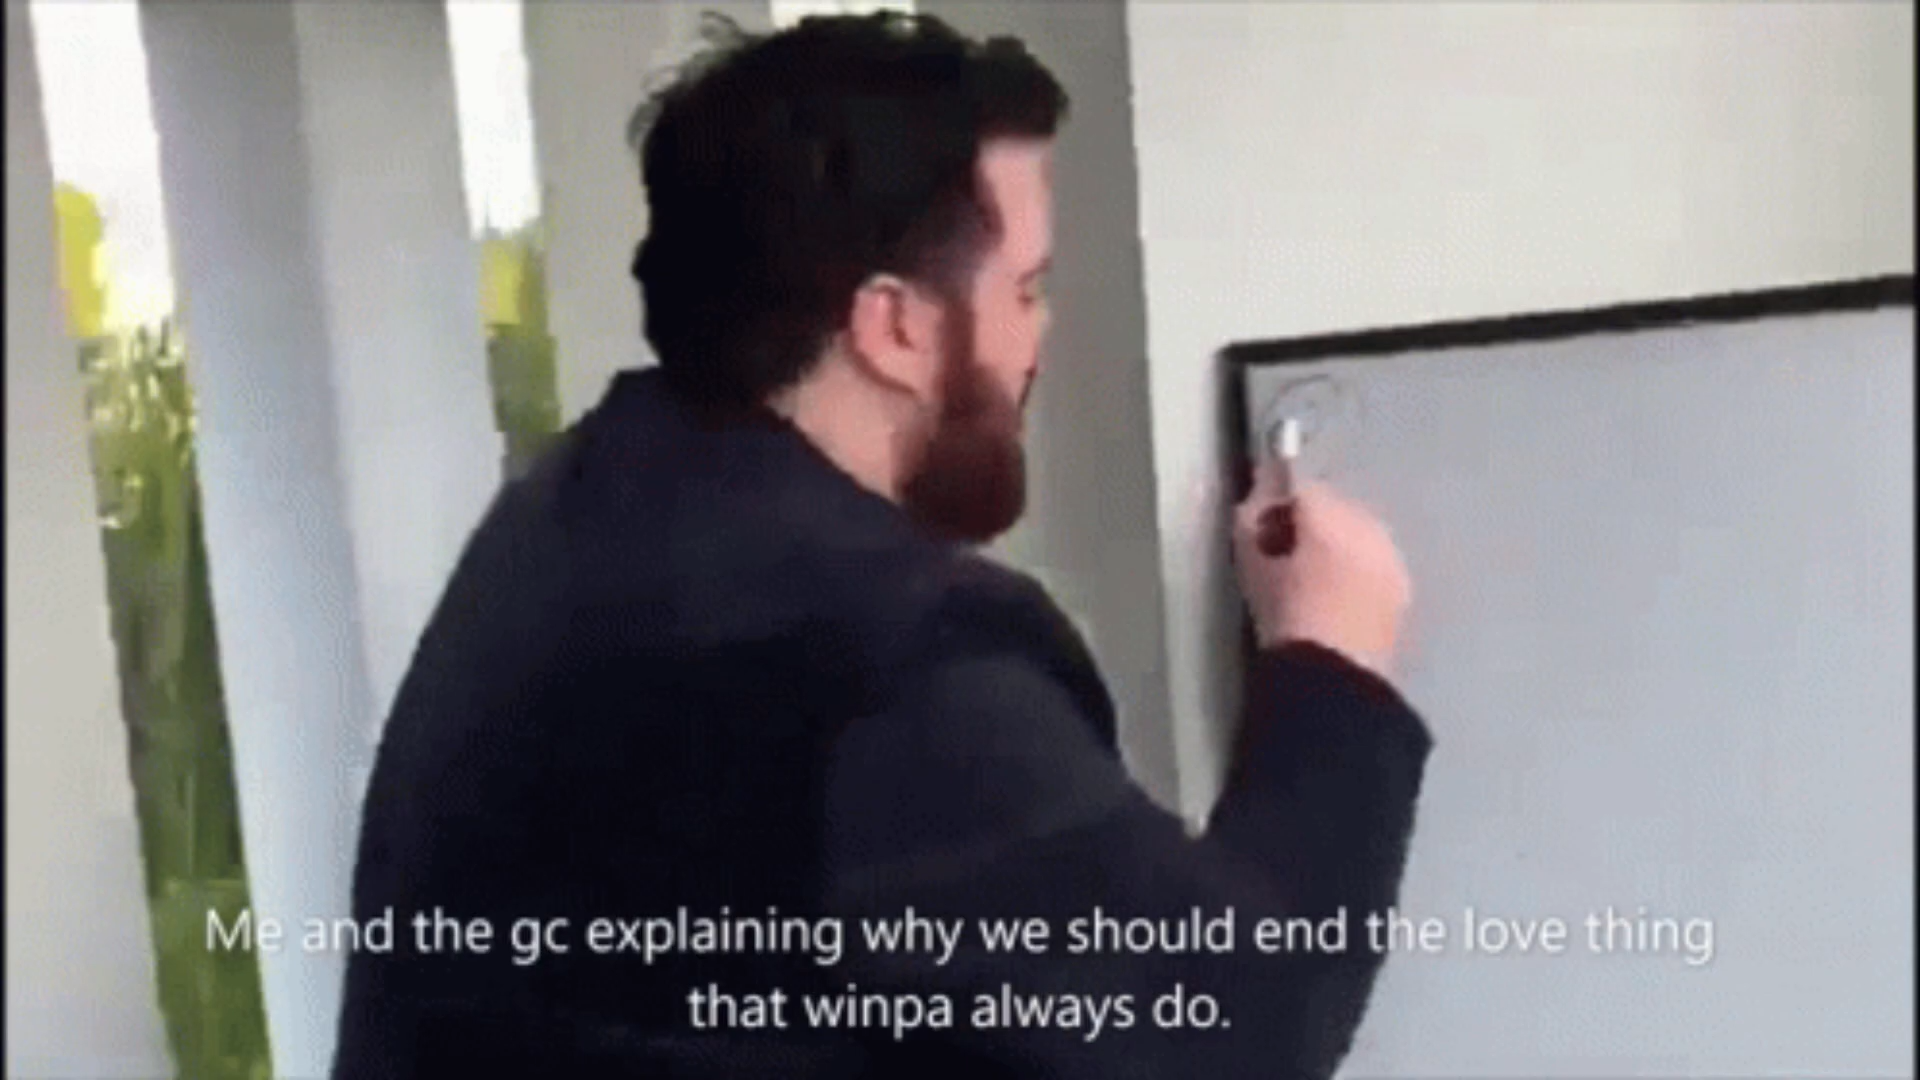 Me and the gc explaining why we should end the love thing
that winpa always do.